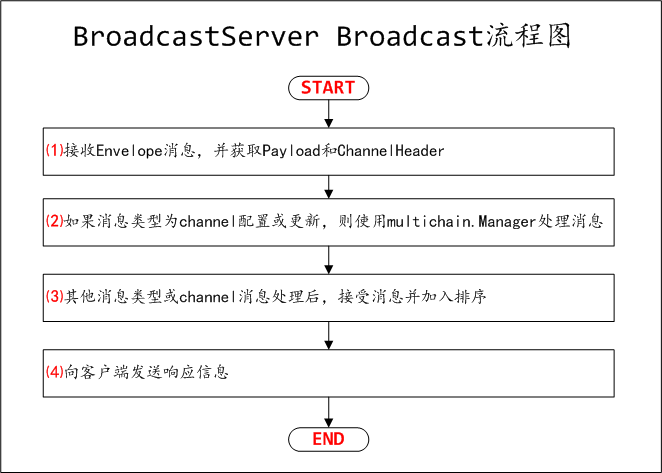 BroadcastServer Broadcast流程图
START
(1)接收Envelope消息，并获取Payload和ChannelHeader
(2)如果消息类型为channel配置或更新，则使用multichain.Manager处理消息
(3)其他消息类型或channel消息处理后，接受消息并加入排序
(4)向客户端发送响应信息
END